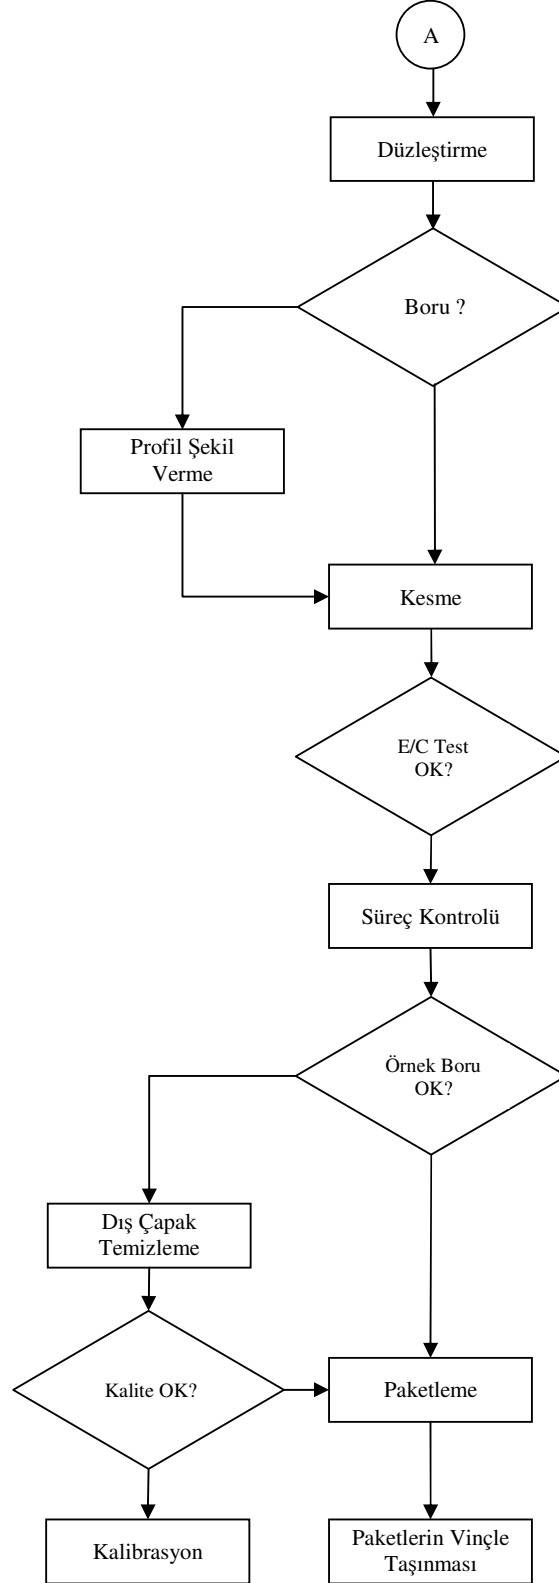 A
Düzleştirme
Boru ?
Profil Şekil
Verme
Kesme
E/C Test
OK?
Süreç Kontrolü
Örnek Boru
OK?
Dış Çapak
Temizleme
Kalite OK?
Paketleme
Kalibrasyon
Paketlerin Vinçle
Taşınması